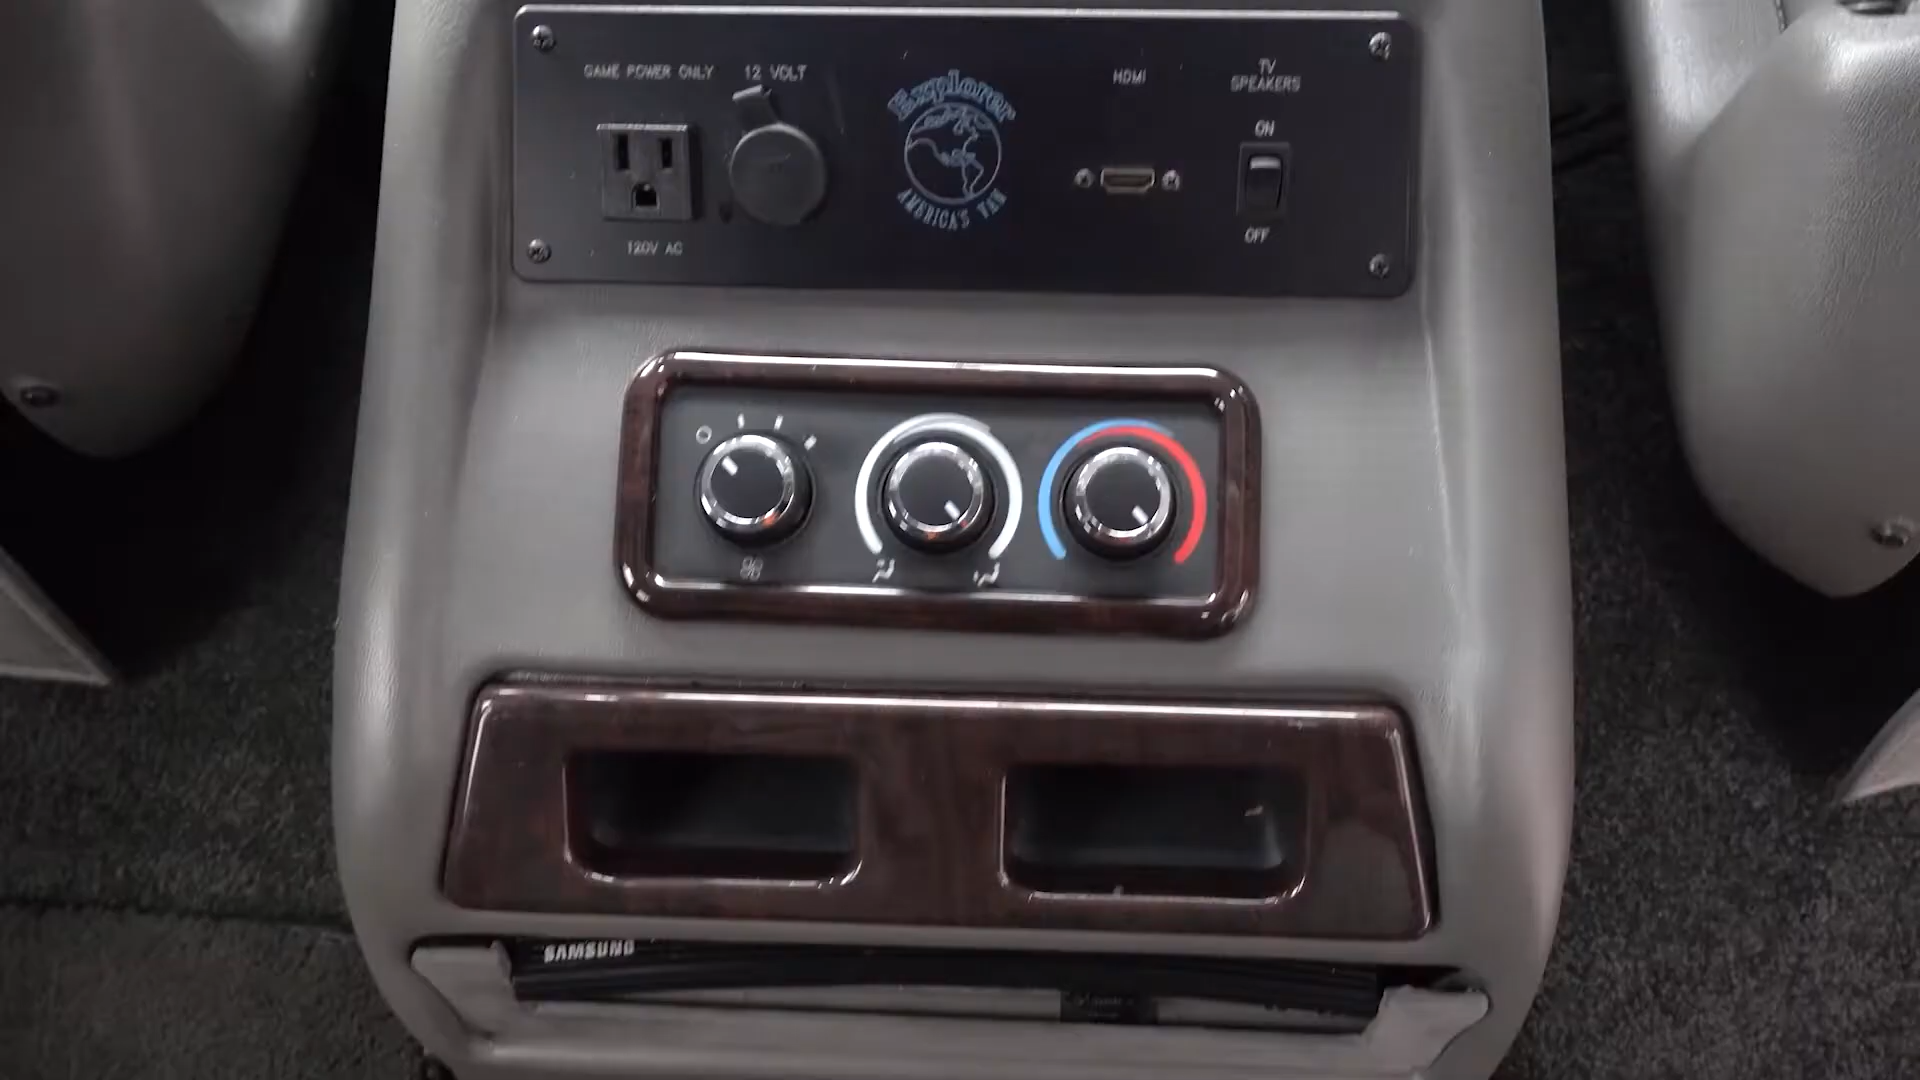 GAME POWER ONLY
12 VOLT
120V AC
Explorer
AMERICA'S VAN
HDMI
TV
SPEAKERS
ON
OFF
SAMSUNG